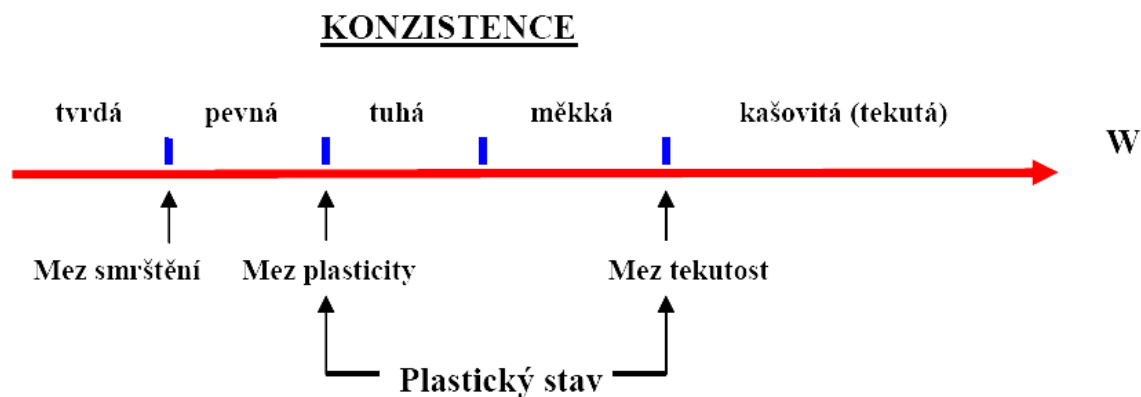 KONZISTENCE
tvrdá pevná tuhá měkká kašovitá (tekutá)
W
Mez smrštění Mez plasticity Mez tekutost
Plastický stav